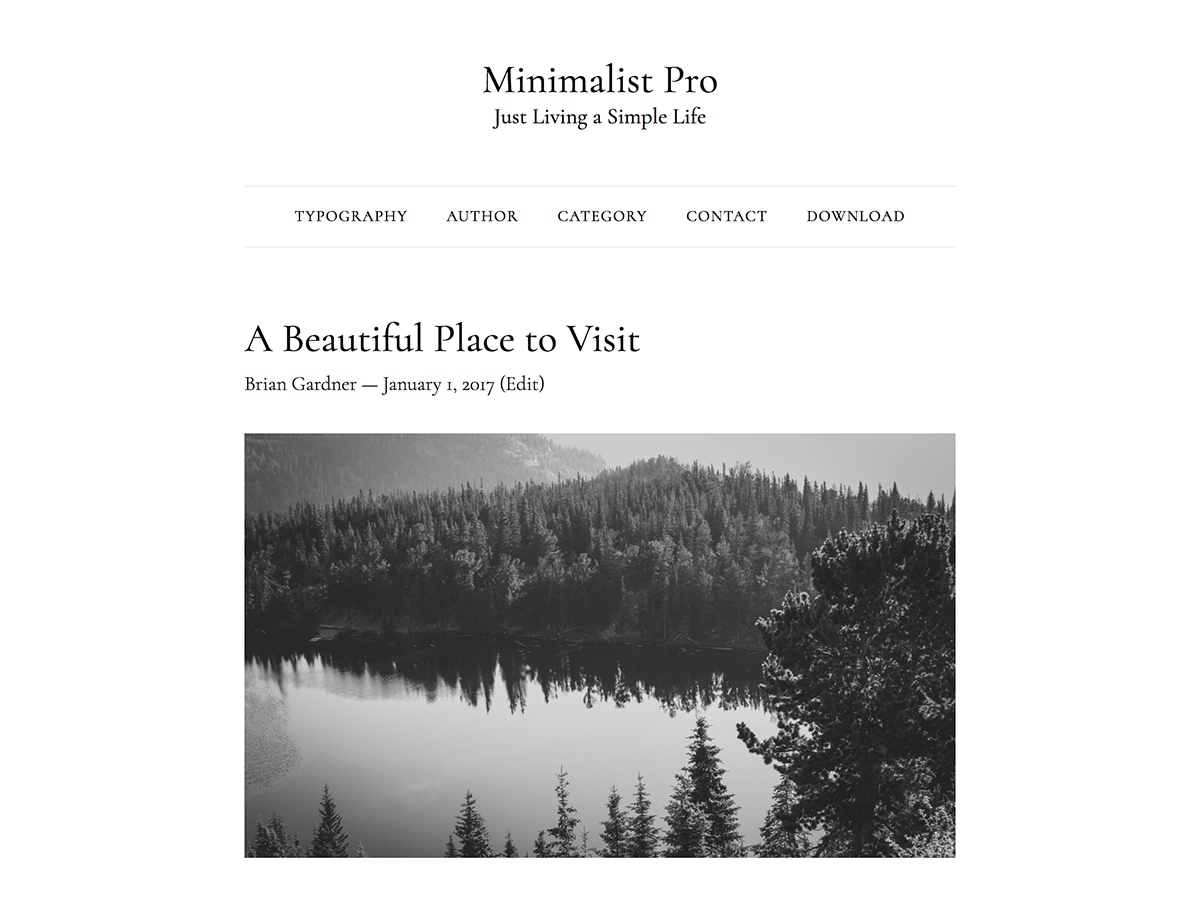 Minimalist Pro
Just Living a Simple Life
TYPOGRAPHY AUTHOR CATEGORY CONTACT DOWNLOAD
A Beautiful Place to Visit
Brian Gardner — January 1, 2017 (Edit)